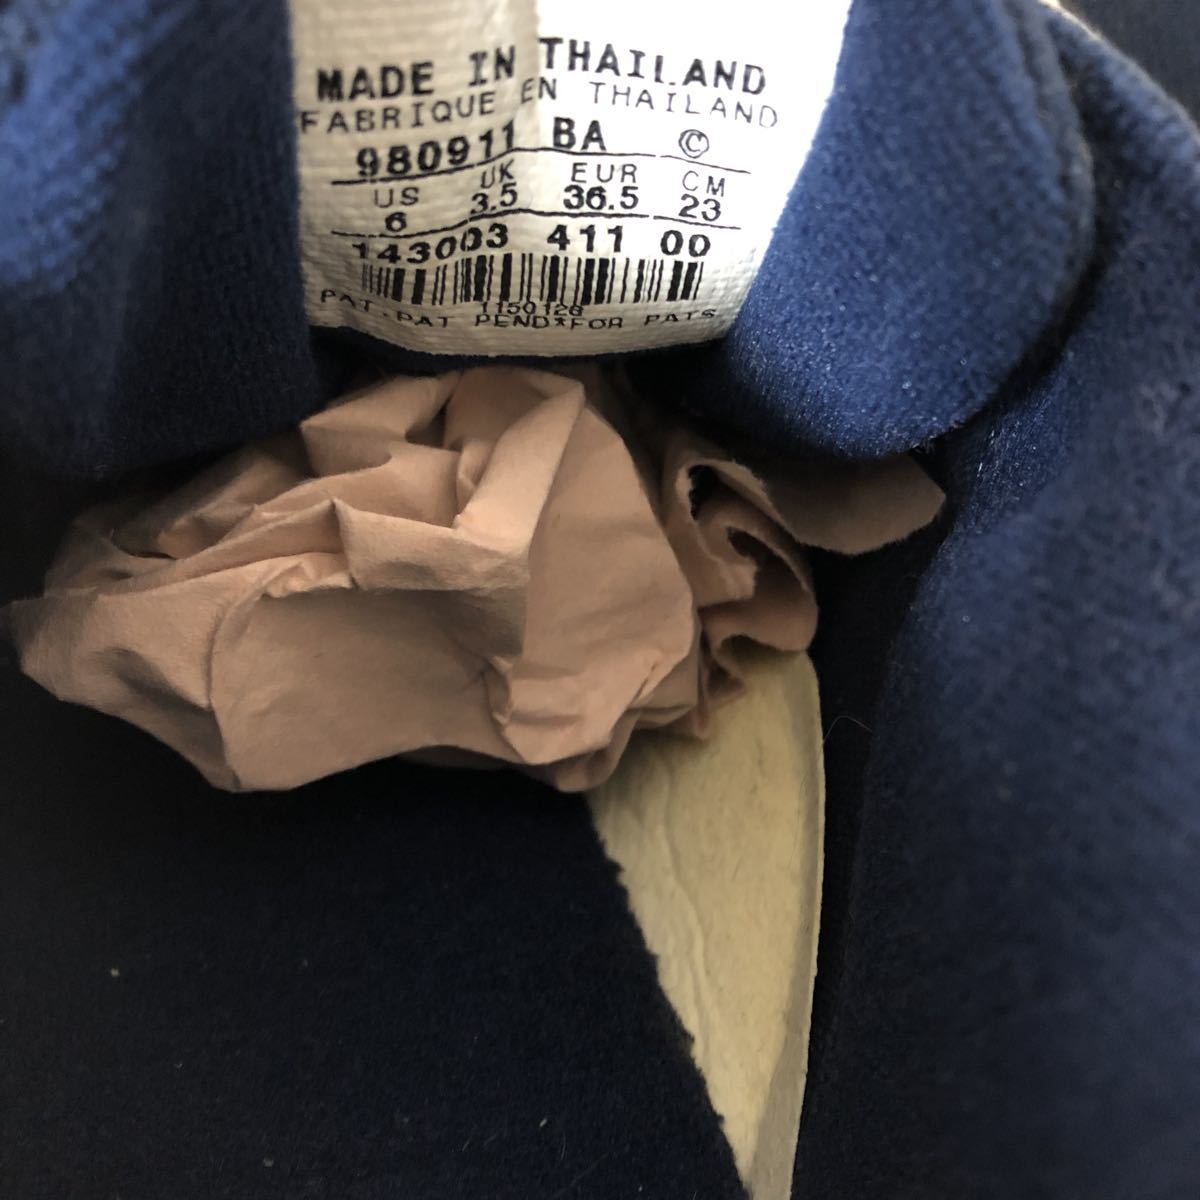 MADE IN THAILAND
FABRIQUE EN THAILAND
980911 BA ©
US UK EUR CM
6 3.5 36.5 23
143003 411 00
1150128
PAT.PAT PEND*FOR PATS